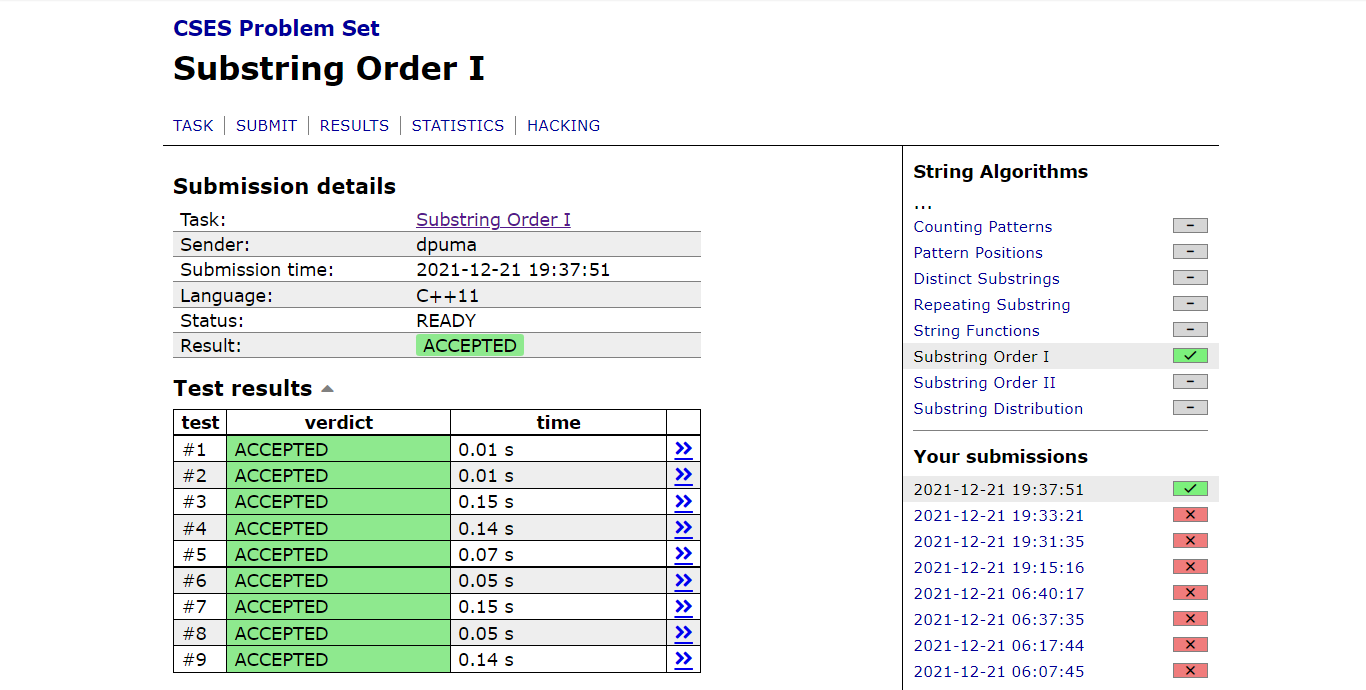 CSES Problem Set
Substring Order I
TASK SUBMIT RESULTS STATISTICS HACKING
Submission details
Task: Substring Order I
Sender: dpuma
Submission time: 2021-12-21 19:37:51
Language: C++11
Status: READY
Result: ACCEPTED
Test results
test verdict time
#1 ACCEPTED 0.01 s »
#2 ACCEPTED 0.01 s »
#3 ACCEPTED 0.15 s »
#4 ACCEPTED 0.14 s »
#5 ACCEPTED 0.07 s »
#6 ACCEPTED 0.05 s »
#7 ACCEPTED 0.15 s »
#8 ACCEPTED 0.05 s »
#9 ACCEPTED 0.14 s »
String Algorithms
...
Counting Patterns –
Pattern Positions –
Distinct Substrings –
Repeating Substring –
String Functions –
Substring Order I ✓
Substring Order II –
Substring Distribution –
Your submissions
2021-12-21 19:37:51 ✓
2021-12-21 19:33:21 ✕
2021-12-21 19:31:35 ✕
2021-12-21 19:15:16 ✕
2021-12-21 06:40:17 ✕
2021-12-21 06:37:35 ✕
2021-12-21 06:17:44 ✕
2021-12-21 06:07:45 ✕